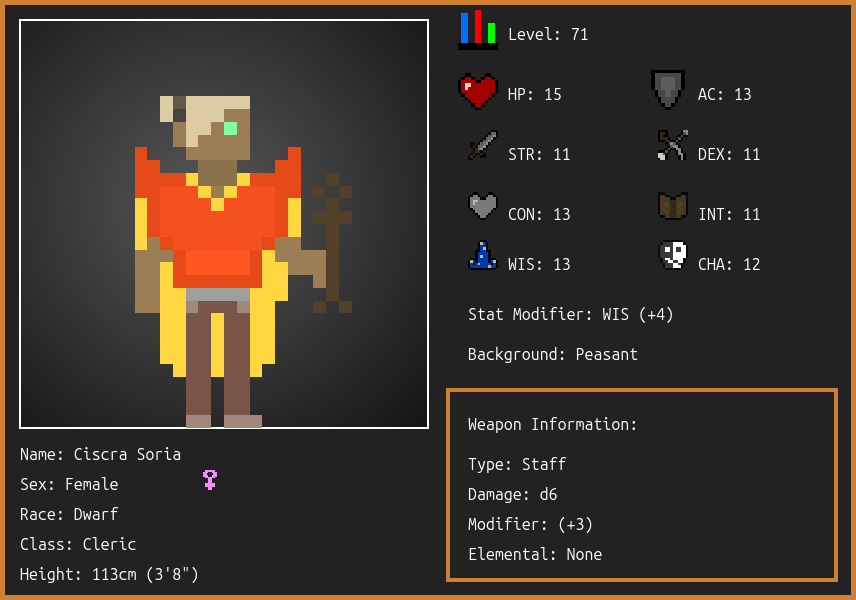 Level: 71
HP: 15
AC: 13
STR: 11
DEX: 11
CON: 13
INT: 11
WIS: 13
CHA: 12
Stat Modifier: WIS (+4)
Background: Peasant
Weapon Information:
Type: Staff
Damage: d6
Modifier: (+3)
Elemental: None
Name: Ciscra Soria
Sex: Female
Race: Dwarf
Class: Cleric
Height: 113cm (3'8")